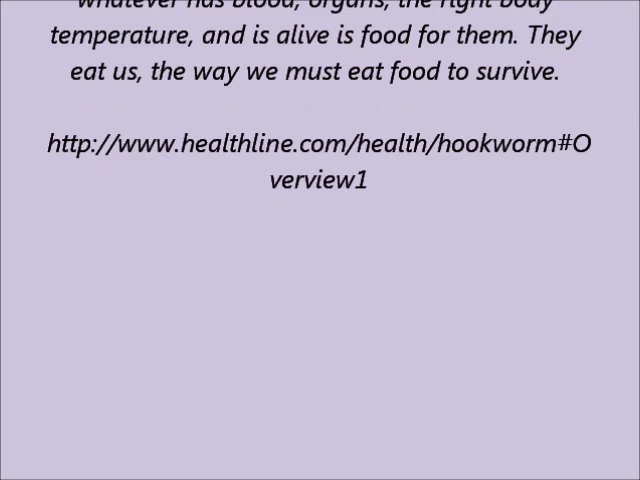 whatever has blood, organs, the right body
temperature, and is alive is food for them. They
eat us, the way we must eat food to survive.
http://www.healthline.com/health/hookworm#O
verview1